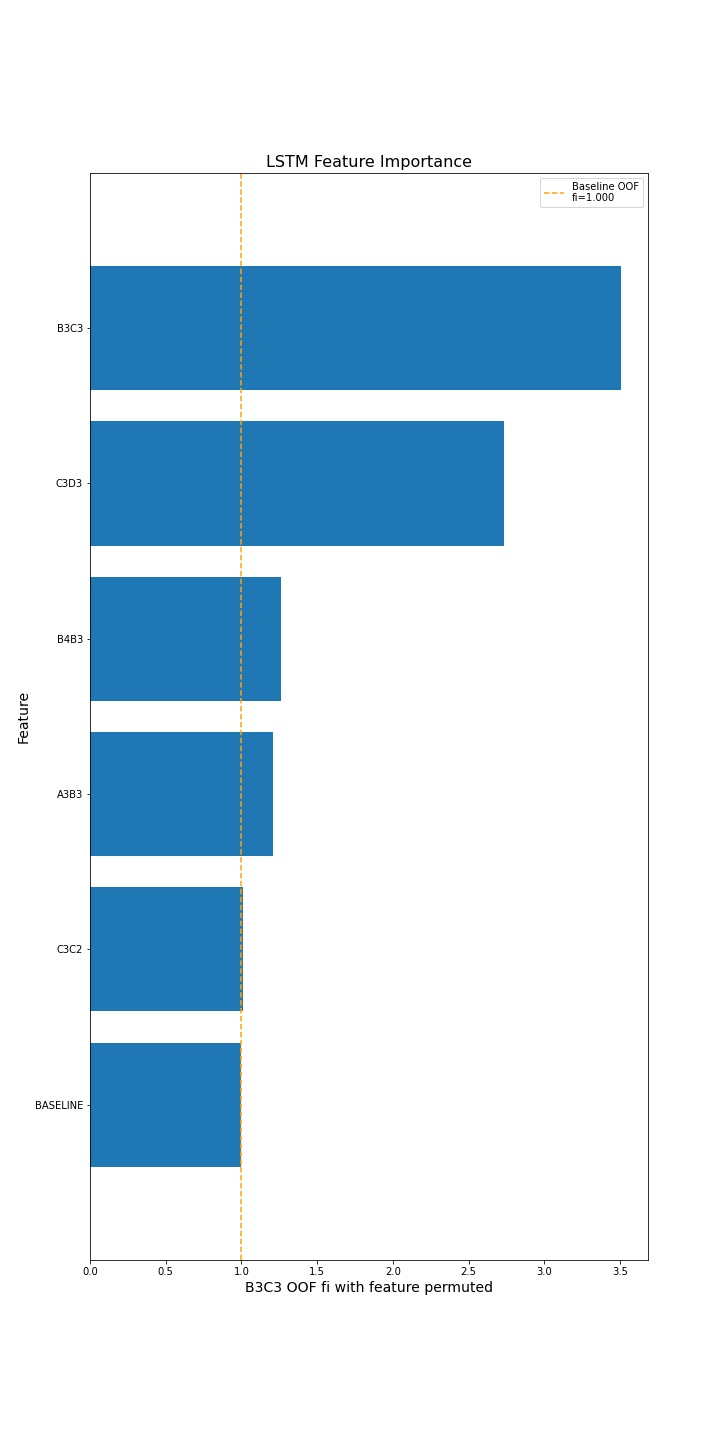 LSTM Feature Importance
Baseline OOF
fi=1.000
B3C3
C3D3
B4B3
A3B3
C3C2
BASELINE
Feature
0.0 0.5 1.0 1.5 2.0 2.5 3.0 3.5
B3C3 OOF fi with feature permuted